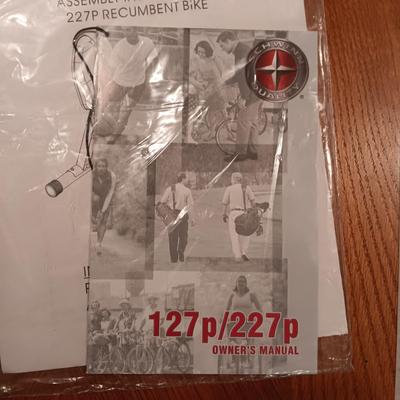 ASSEMBLY
227P RECUMBENT BIKE
SCHWINN
QUALITY
®
127p/227p
OWNER'S MANUAL